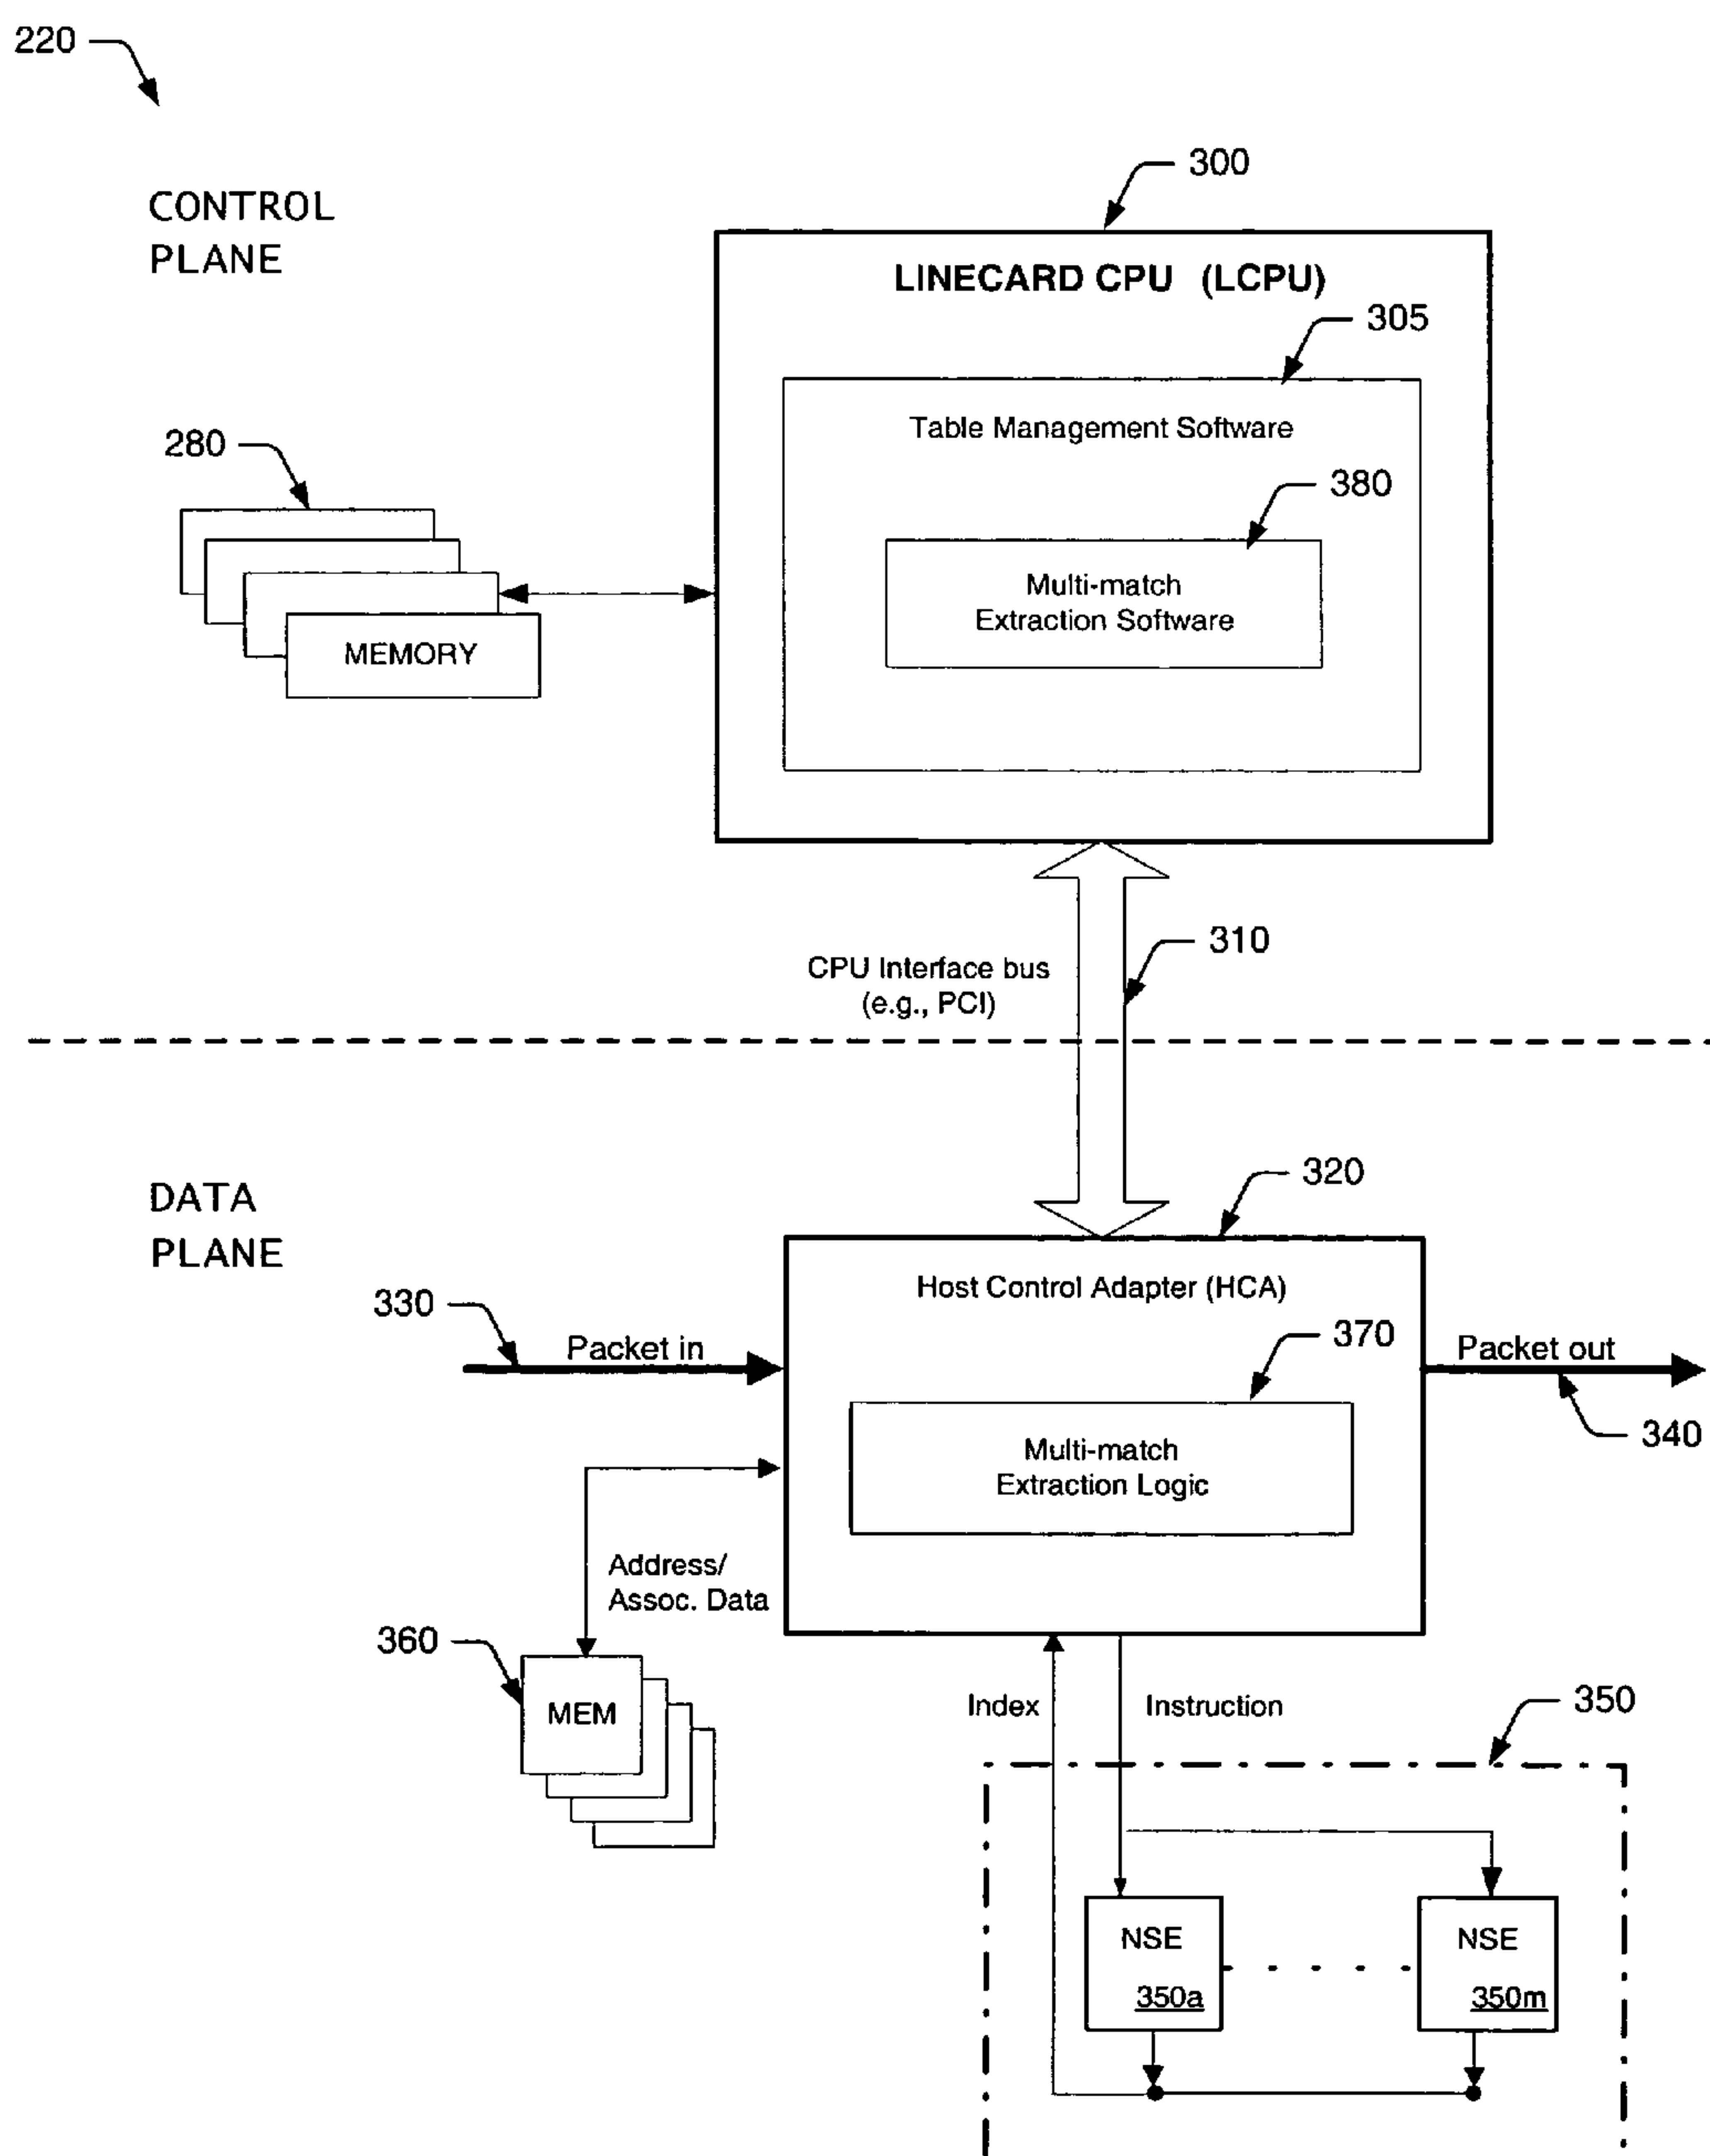 220
CONTROL
PLANE
300
LINECARD CPU (LCPU)
305
Table Management Software
280
380
Multi-match
Extraction Software
MEMORY
310
CPU Interface bus
(e.g., PCI)
320
DATA
PLANE
Host Control Adapter (HCA)
330
370
Packet in
Packet out
340
Multi-match
Extraction Logic
Address/
Assoc. Data
360
MEM
Index
Instruction
350
NSE
350a
NSE
350m